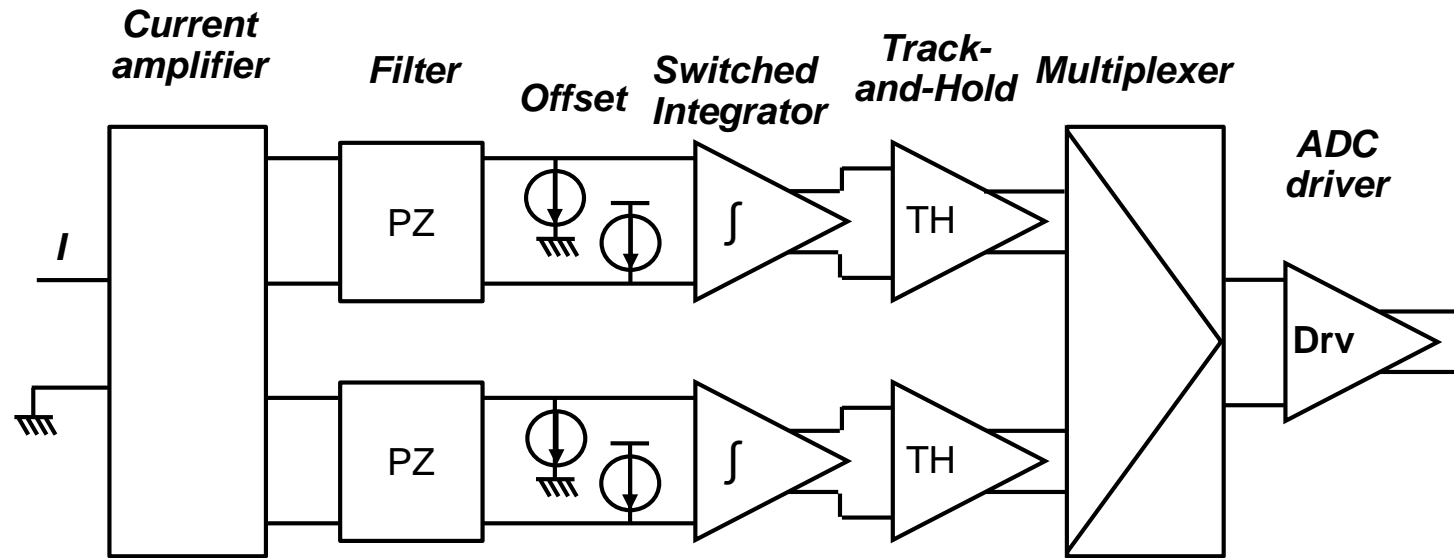 Current
amplifier
Filter
Offset
Switched
Integrator
Track-
and-Hold
Multiplexer
ADC
driver
I
PZ
∫
TH
Drv
PZ
∫
TH